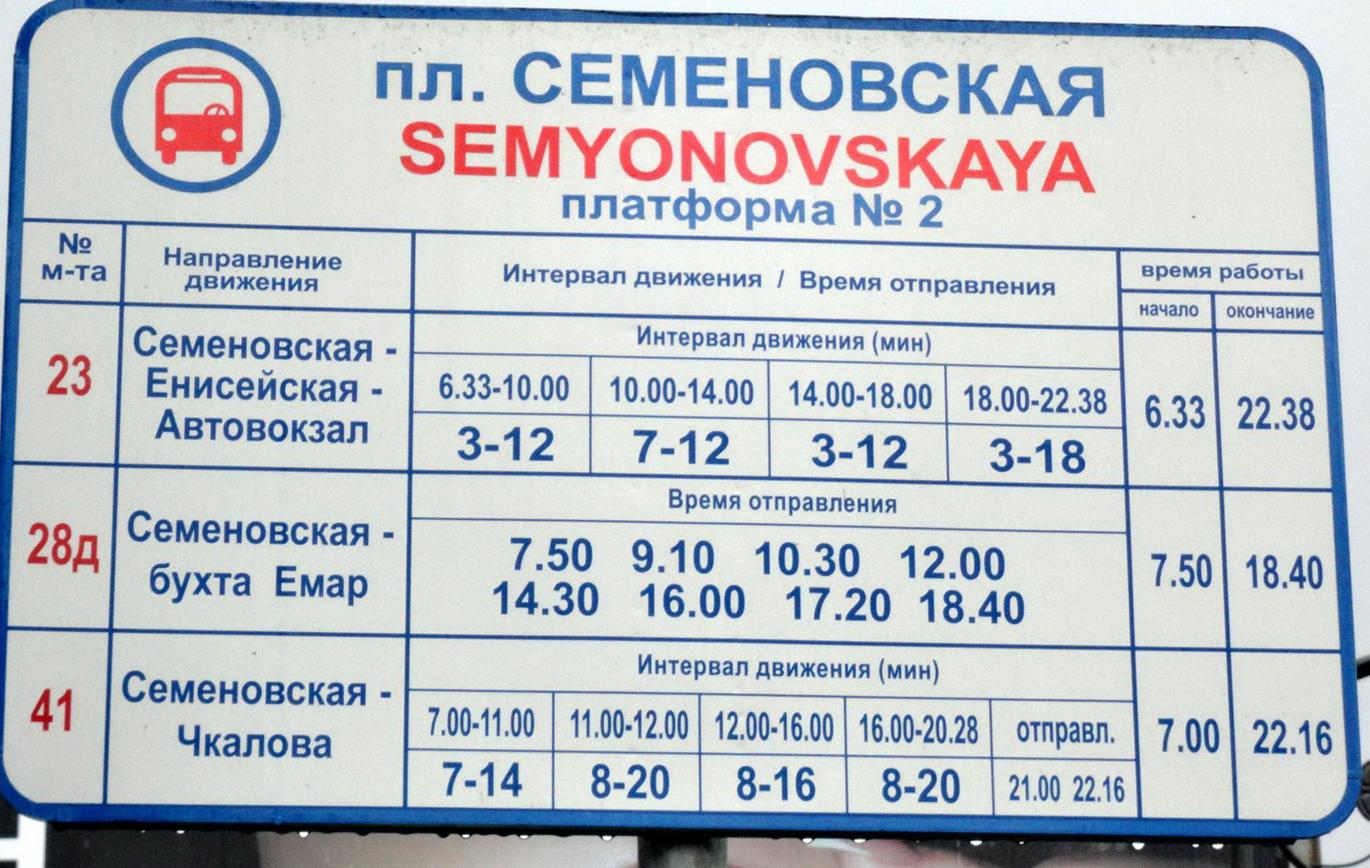 пл. СЕМЕНОВСКАЯ
SEMYONOVSKAYA
платформа № 2
№ м-та
Направление движения
Интервал движения / Время отправления
время работы
начало окончание
23
Семеновская -
Енисейская -
Автовокзал
Интервал движения (мин)
6.33-10.00 10.00-14.00 14.00-18.00 18.00-22.38
3-12 7-12 3-12 3-18
6.33 22.38
28д
Семеновская -
бухта Емар
Время отправления
7.50 9.10 10.30 12.00
14.30 16.00 17.20 18.40
7.50 18.40
41
Семеновская -
Чкалова
Интервал движения (мин)
7.00-11.00 11.00-12.00 12.00-16.00 16.00-20.28 отправл.
7-14 8-20 8-16 8-20 21.00 22.16
7.00 22.16